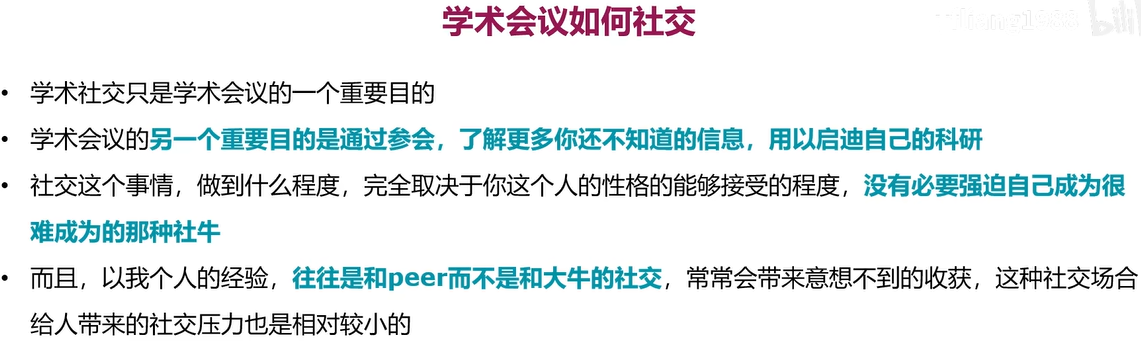 学术会议如何社交
• 学术社交只是学术会议的一个重要目的
• 学术会议的另一个重要目的是通过参会，了解更多你还不知道的信息，用以启迪自己的科研
• 社交这个事情，做到什么程度，完全取决于你这个人的性格的能够接受的程度，没有必要强迫自己成为很
难成为的那种社牛
• 而且，以我个人的经验，往往是和peer而不是和大牛的社交，常常会带来意想不到的收获，这种社交场合
给人带来的社交压力也是相对较小的